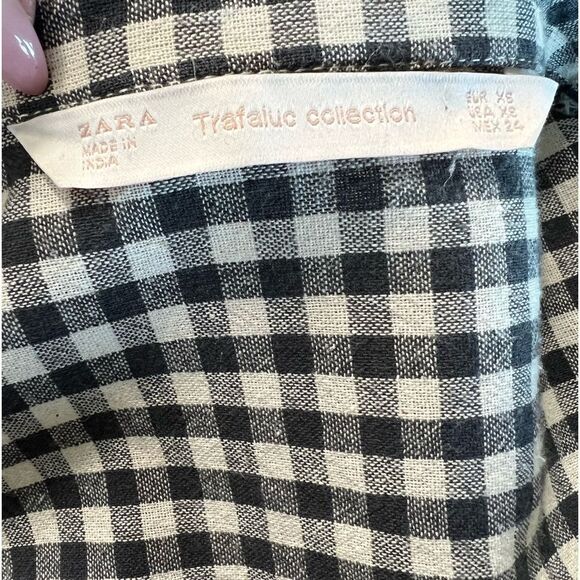 ZARA
MADE IN
INDIA
Trafaluc collection
EUR XS
USA XS
MEX 24